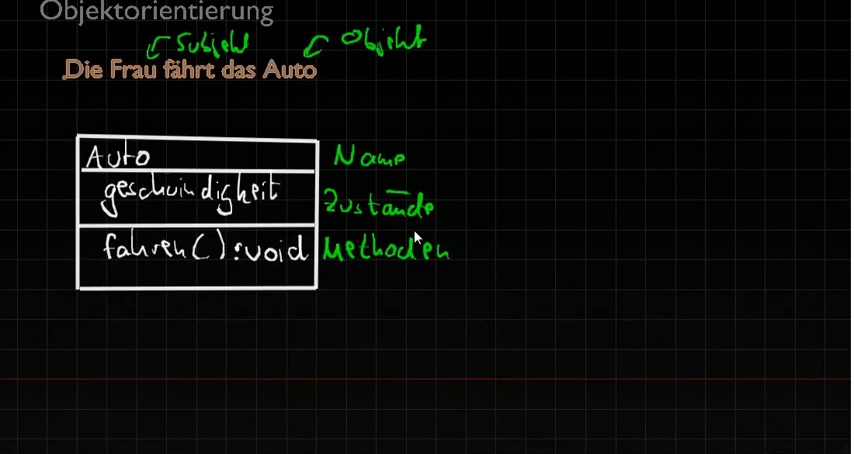 Objektorientierung
Subjekt Objekt
Die Frau fährt das Auto
Auto Name
geschwindigkeit Zustände
fahren():void Methoden